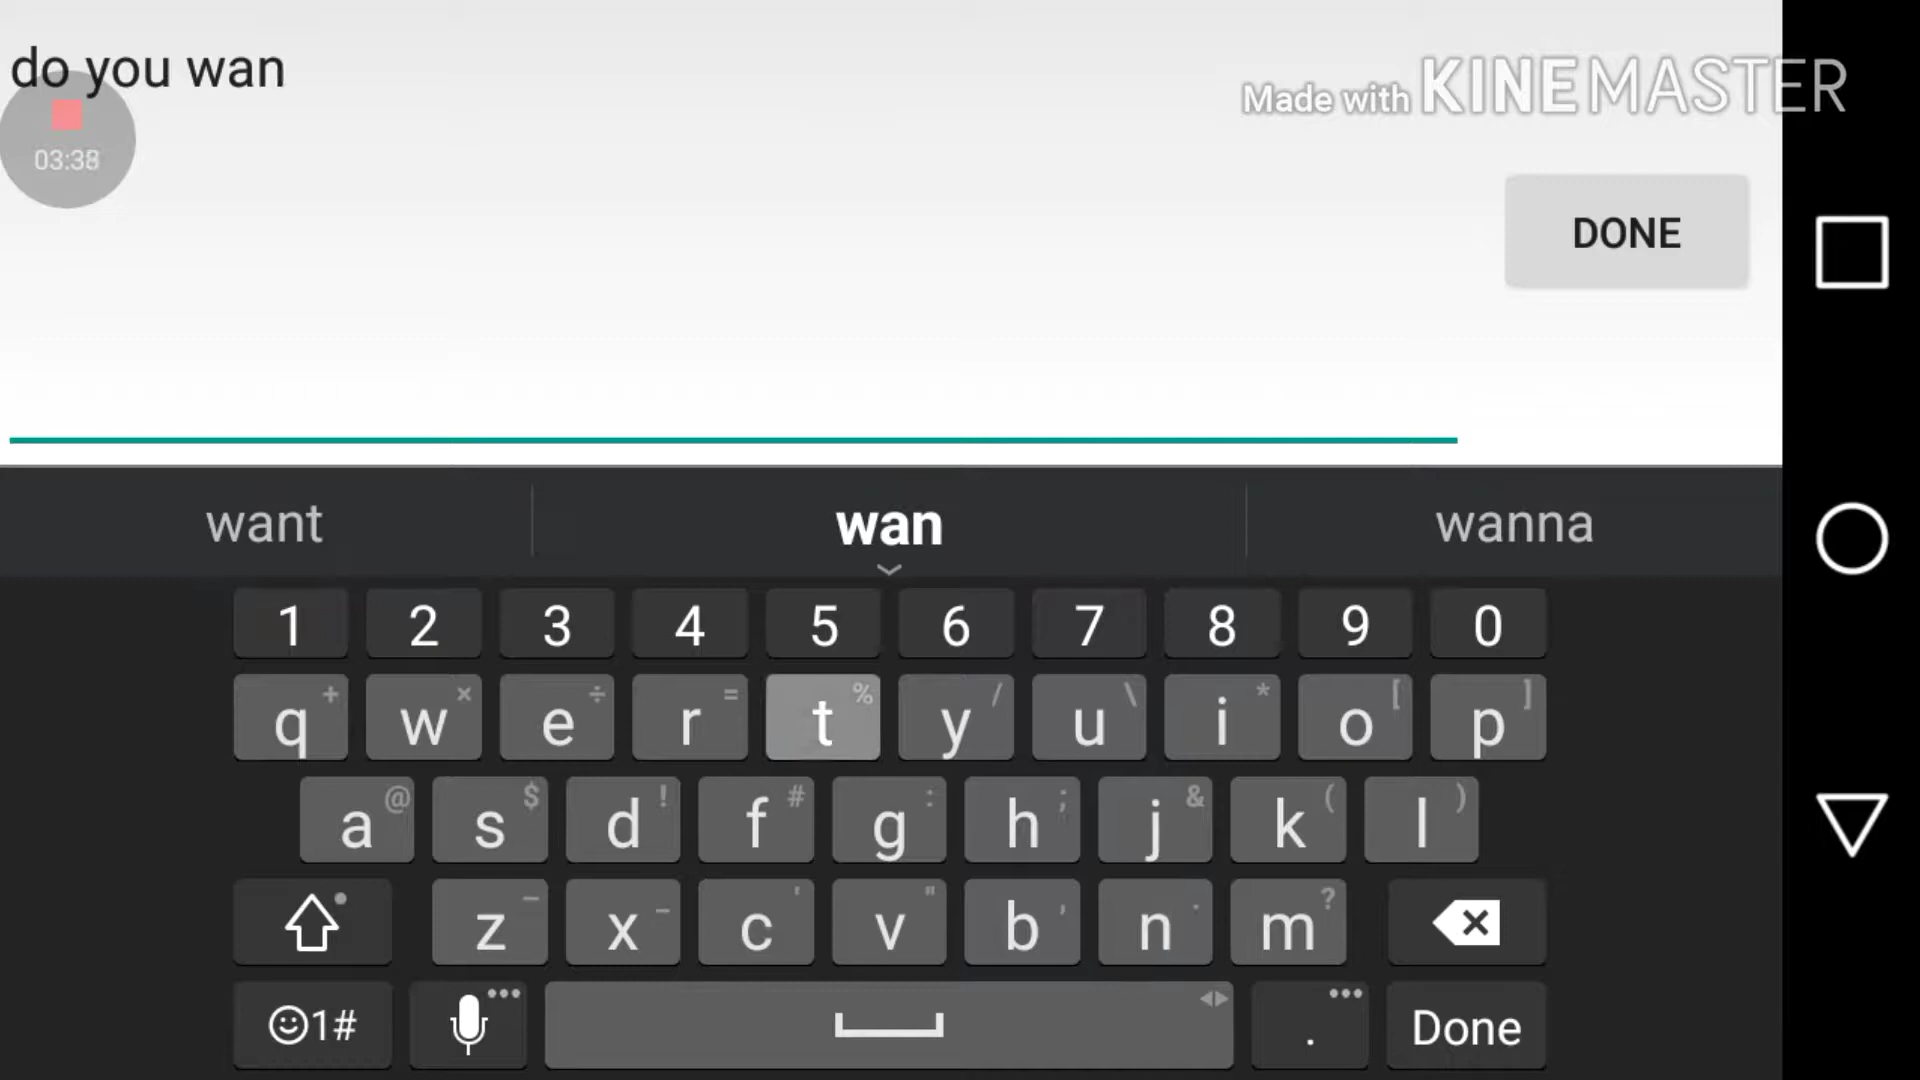 do you wan
Made with KINEMASTER
03:38
DONE
want wan wanna
1 2 3 4 5 6 7 8 9 0
q + w × e ÷ r = t % y / u \ i * o [ p ]
a @ s $ d ! f # g : h ; j & k ( l )
z – x _ c ' v " b , n . m ?
1# . Done